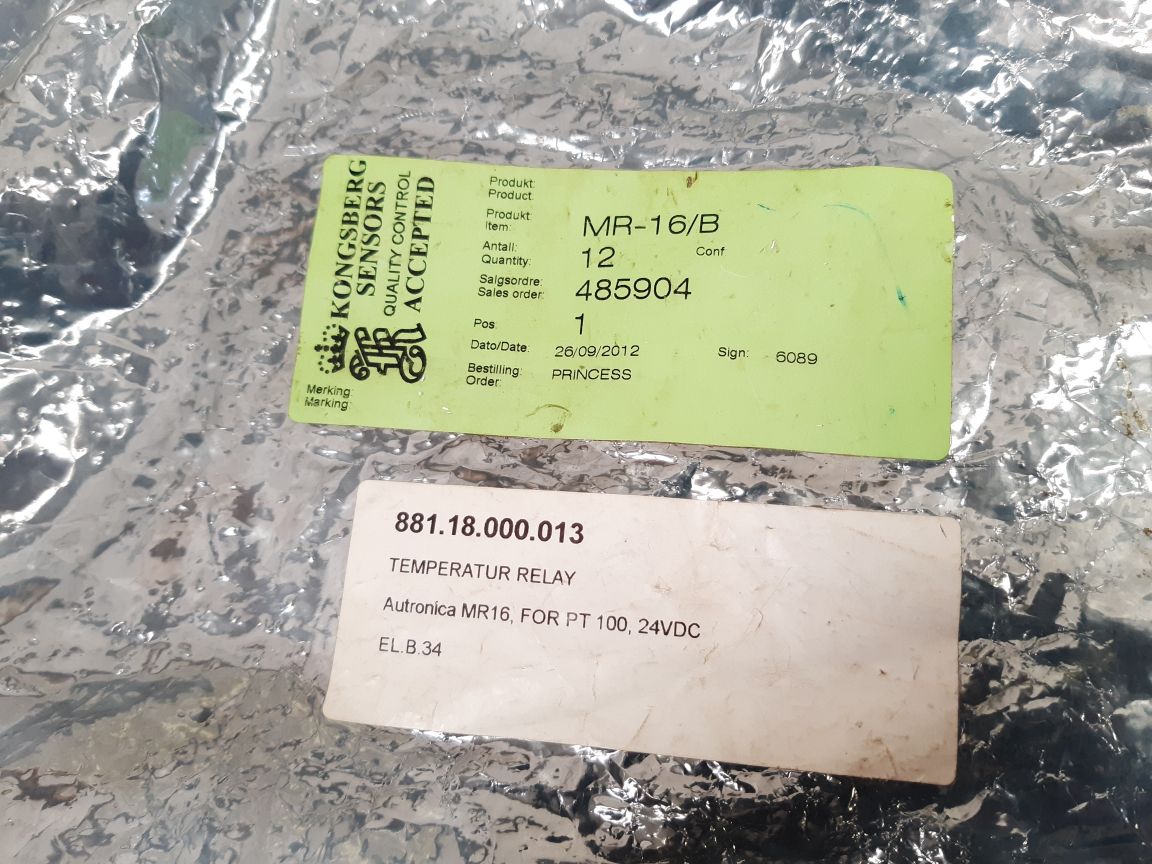 KONGSBERG
SENSORS
QUALITY CONTROL
ACCEPTED
Merking:
Marking:
Produkt:
Product:
Produkt:
Item:
MR-16/B
Antall:
Quantity:
12
Conf
Salgsordre:
Sales order:
485904
Pos
1
Dato/Date:
26/09/2012
Sign:
6089
Bestilling:
Order:
PRINCESS
881.18.000.013
TEMPERATUR RELAY
Autronica MR16, FOR PT 100, 24VDC
EL.B.34